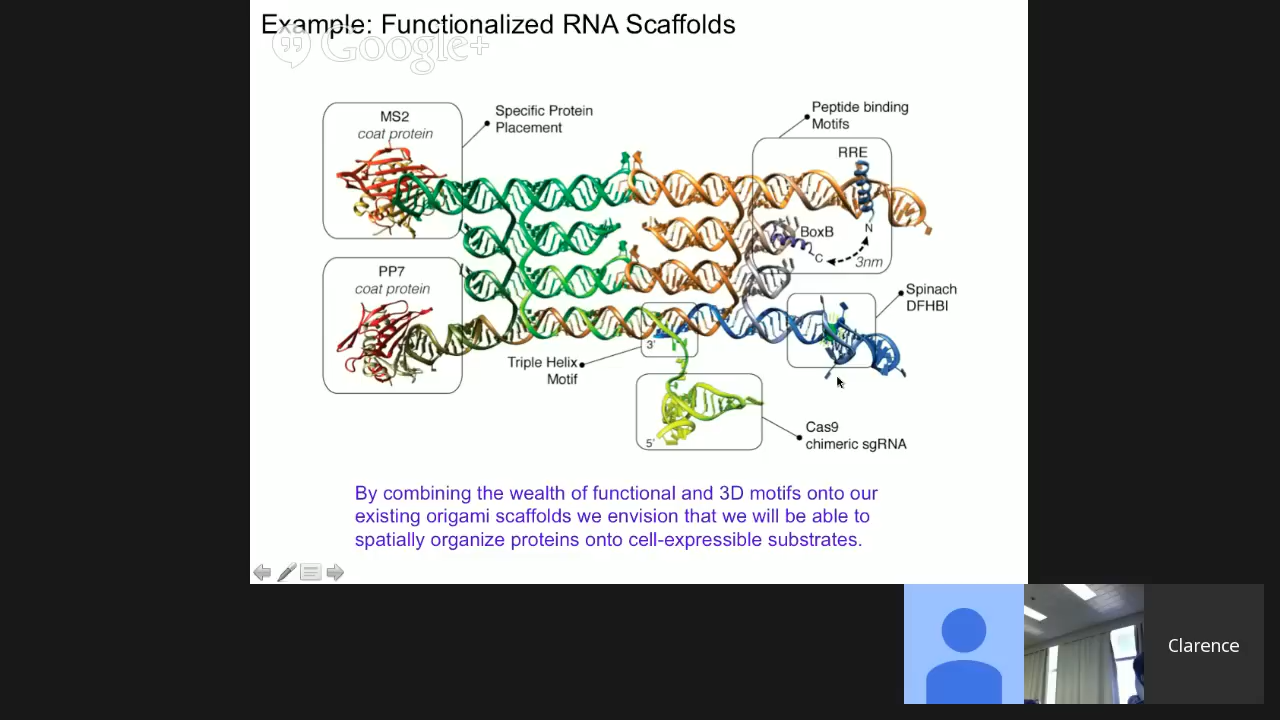 Example: Functionalized RNA Scaffolds
Google+
MS2
coat protein
Specific Protein
Placement
Peptide binding
Motifs
RRE
BoxB
N
C
3nm
PP7
coat protein
Spinach
DFHBI
3'
Triple Helix
Motif
5'
Cas9
chimeric sgRNA
By combining the wealth of functional and 3D motifs onto our
existing origami scaffolds we envision that we will be able to
spatially organize proteins onto cell-expressible substrates.
Clarence